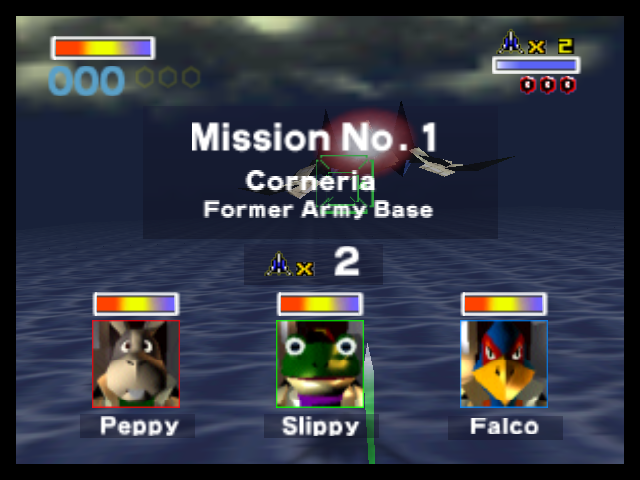 x 2
000
Mission No. 1
Corneria
Former Army Base
x 2
Peppy
Slippy
Falco